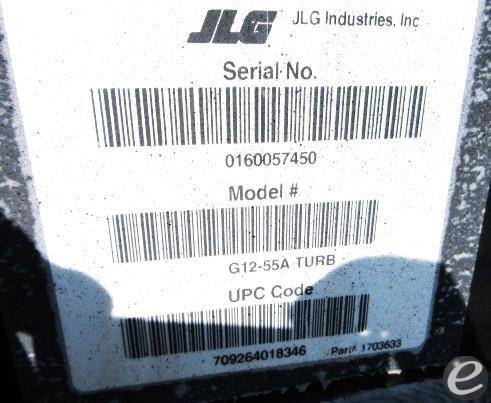 JLG JLG Industries, Inc
Serial No.
0160057450
Model #
G12-55A TURB
UPC Code
709264018346 Part# 1703633
e